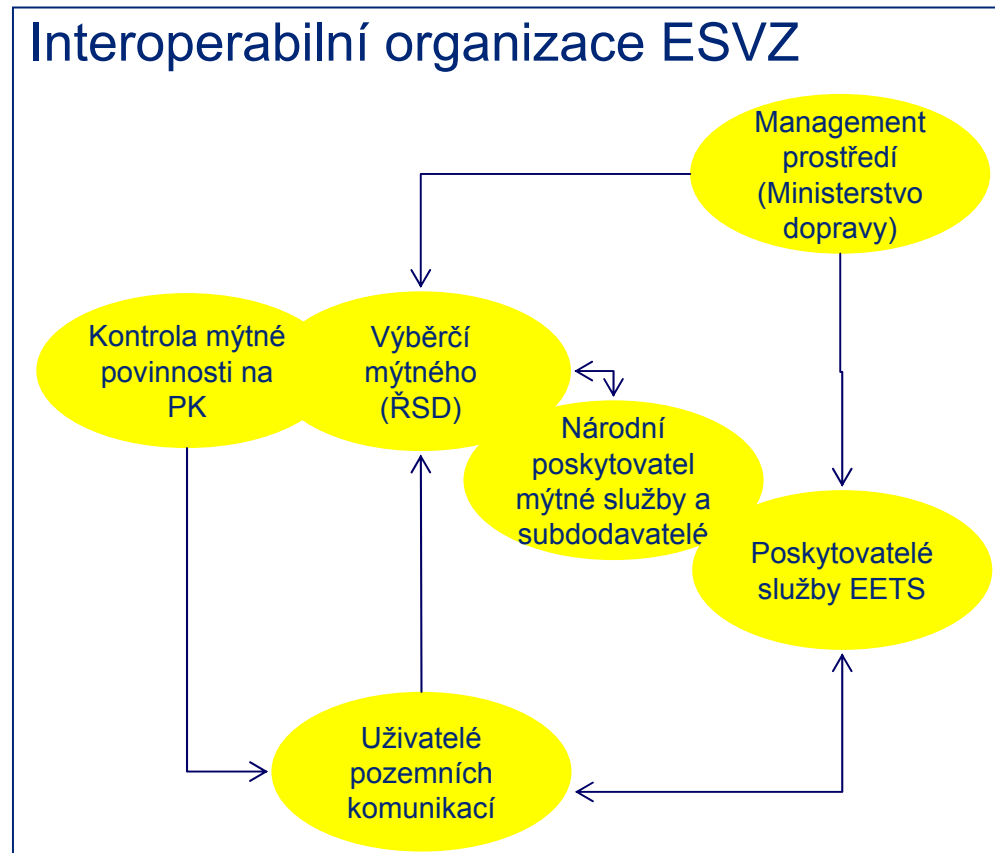 Interoperabilní organizace ESVZ
Management
prostředí
(Ministerstvo
dopravy)
Kontrola mýtné
povinnosti na
PK
Výběrčí
mýtného
(ŘSD)
Národní
poskytovatel
mýtné služby a
subdodavatelé
Poskytovatelé
služby EETS
Uživatelé
pozemních
komunikací